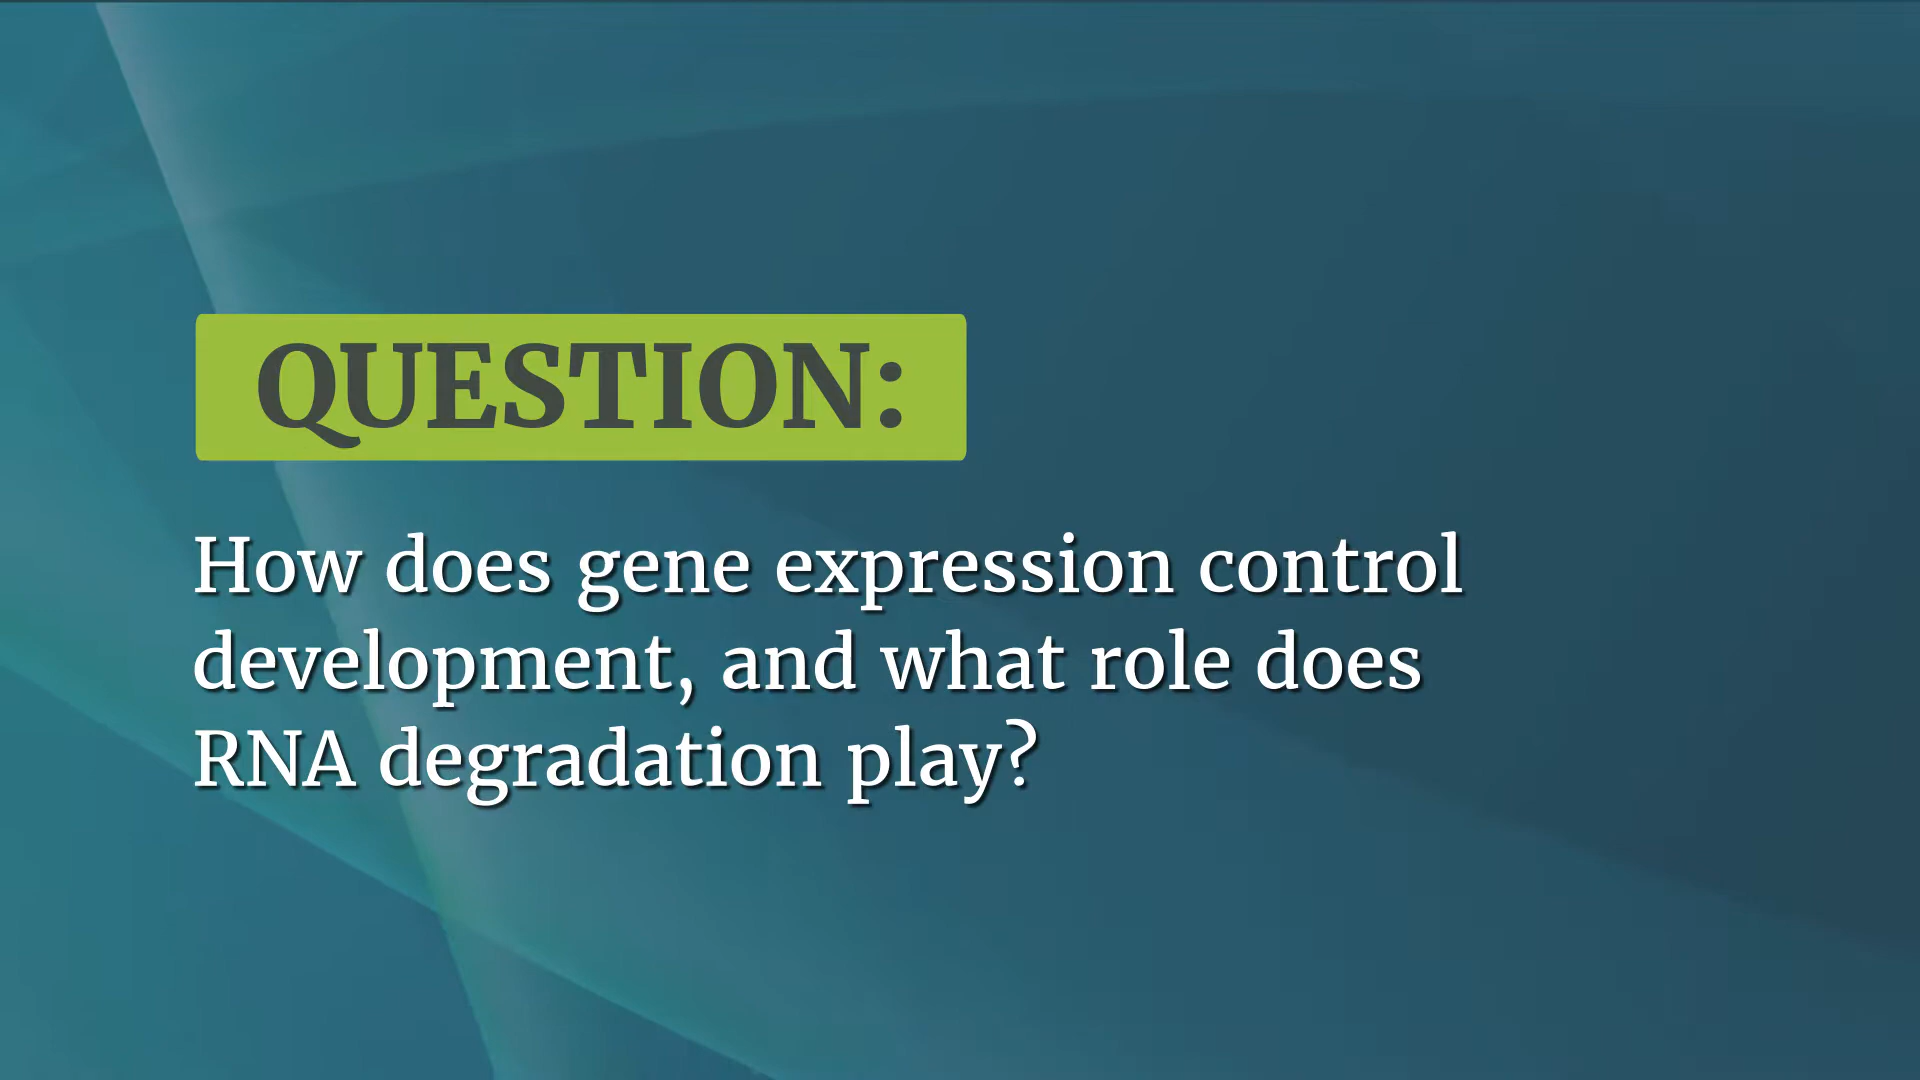 QUESTION:
How does gene expression control
development, and what role does
RNA degradation play?